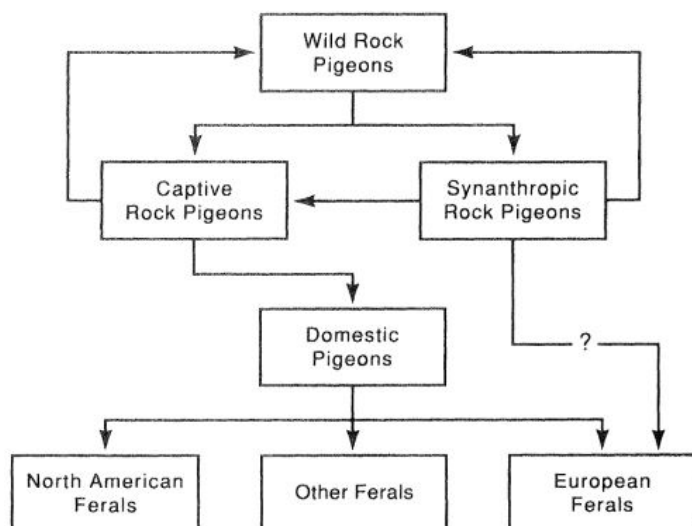 Wild Rock
Pigeons
Captive
Rock Pigeons
Synanthropic
Rock Pigeons
Domestic
Pigeons
?
North American
Ferals
Other Ferals
European
Ferals